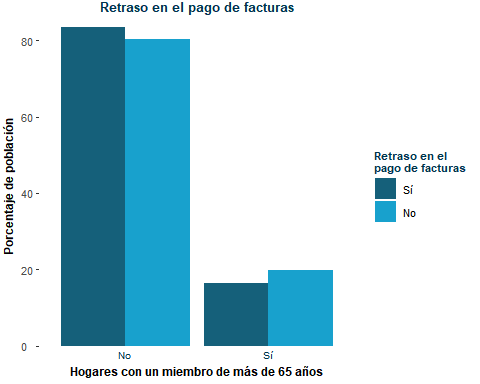 Retraso en el pago de facturas
Porcentaje de población
80
60
40
20
0
No
Sí
Hogares con un miembro de más de 65 años
Retraso en el
pago de facturas
Sí
No